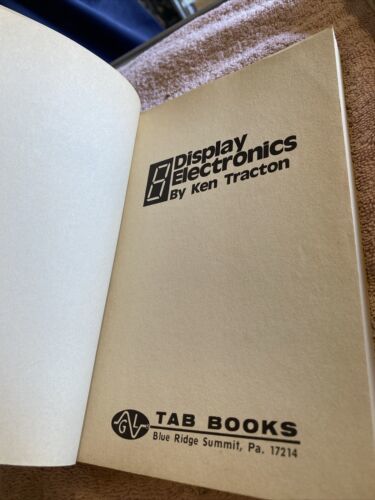 Display
Electronics
By Ken Tracton
TAB BOOKS
Blue Ridge Summit, Pa. 17214